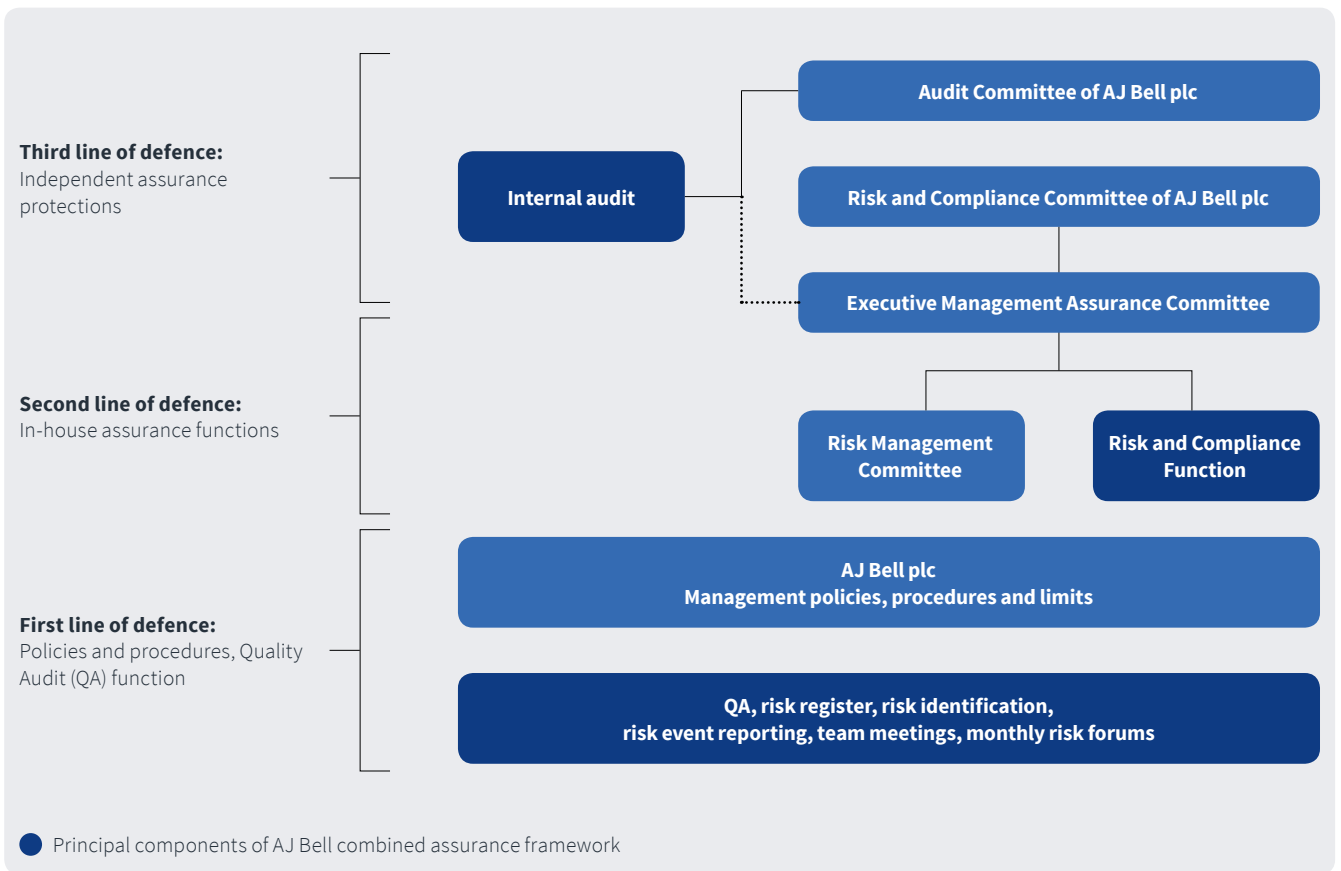 Third line of defence:
Independent assurance
protections
Internal audit
Audit Committee of AJ Bell plc
Risk and Compliance Committee of AJ Bell plc
Executive Management Assurance Committee
Second line of defence:
In-house assurance functions
Risk Management
Committee
Risk and Compliance
Function
First line of defence:
Policies and procedures, Quality
Audit (QA) function
AJ Bell plc
Management policies, procedures and limits
QA, risk register, risk identification,
risk event reporting, team meetings, monthly risk forums
Principal components of AJ Bell combined assurance framework